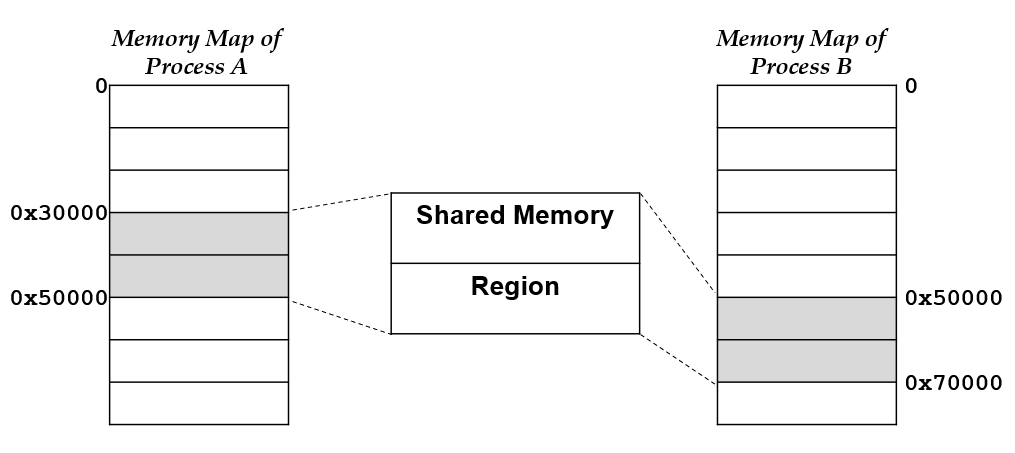 Memory Map of
Process A
Memory Map of
Process B
0
0
0x30000
Shared Memory
Region
0x50000
0x50000
0x70000